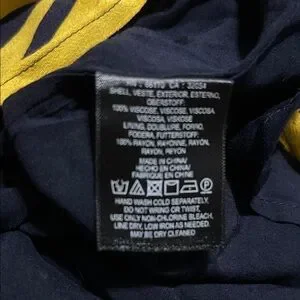 CA
SHELL, VESTE, EXTERIOR, ESTERNO,
OBERSTOFF:
100% VISCOSE, VISCOSE, VISCOSA,
VISCOSA, VISKOSE
LINING, DOUBLURE, FORRO,
FODERA, FUTTERSTOFF:
100% RAYON, RAYONNE, RAYON,
RAYON, RAYON
MADE IN CHINA/
HECHO EN CHINA/
FABRIQUE EN CHINE
HAND WASH COLD SEPARATELY,
DO NOT WRING OR TWIST,
USE ONLY NON-CHLORINE BLEACH,
LINE DRY, LOW IRON AS NEEDED.
MAY BE DRY CLEANED